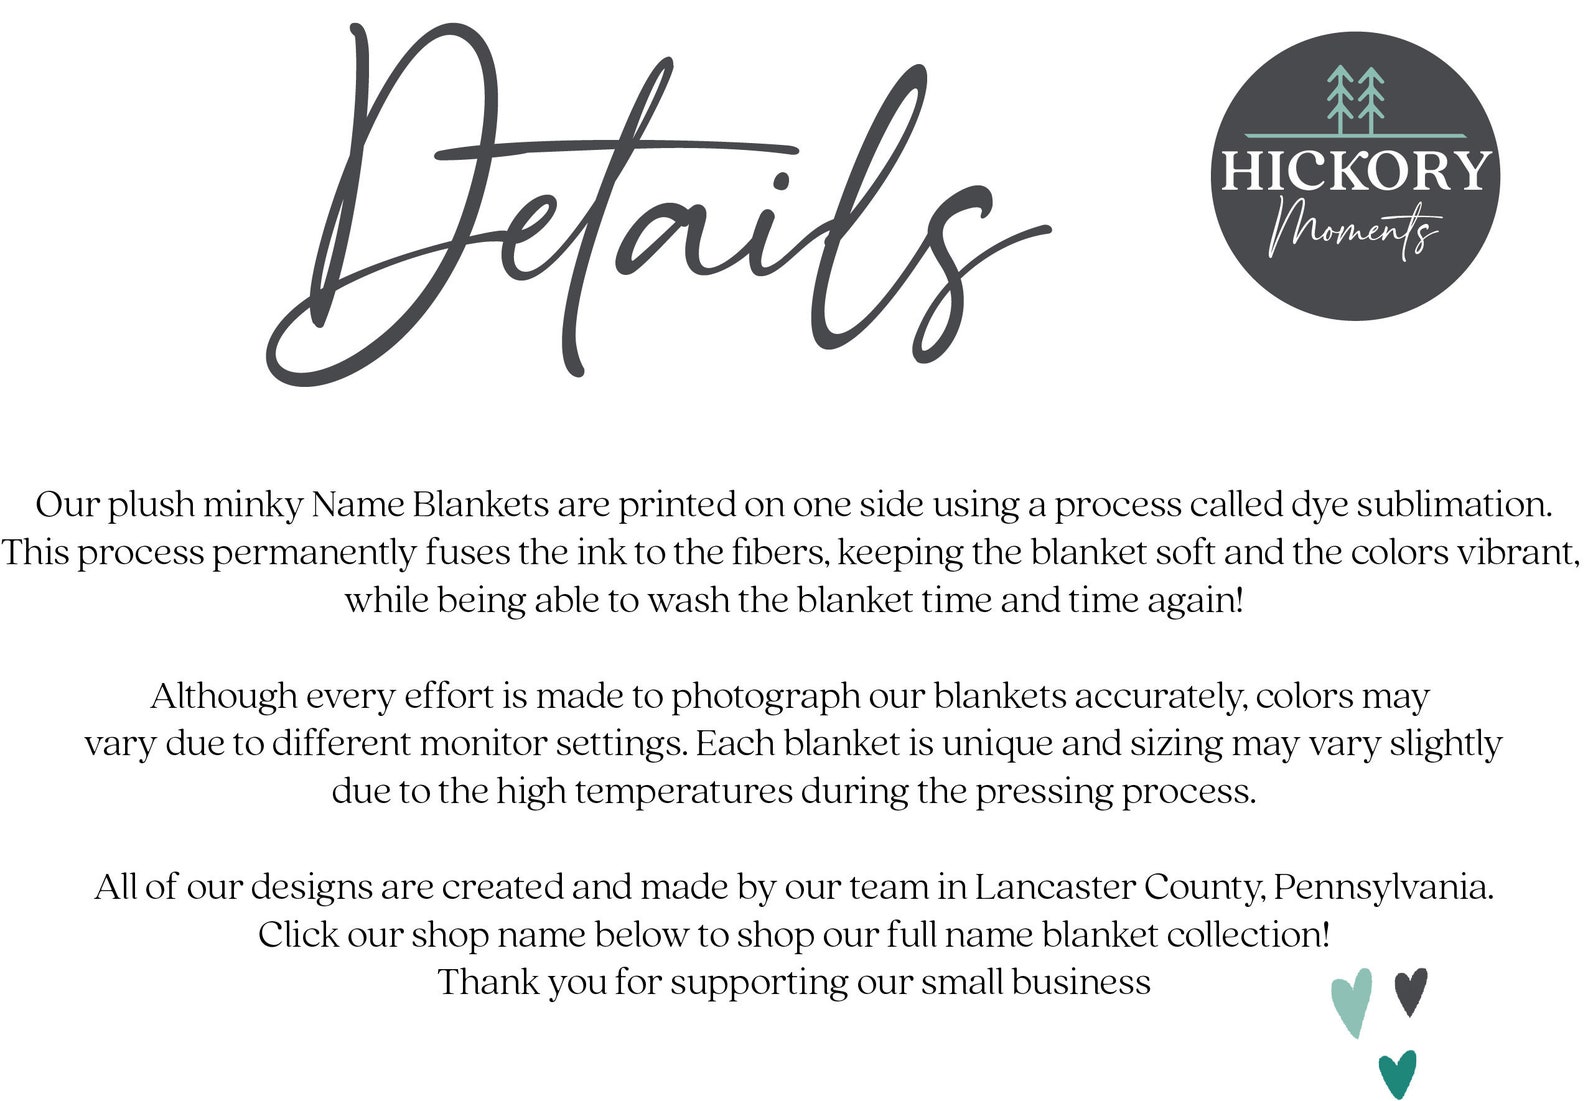 Details
HICKORY
Moments
Our plush minky Name Blankets are printed on one side using a process called dye sublimation.
This process permanently fuses the ink to the fibers, keeping the blanket soft and the colors vibrant,
while being able to wash the blanket time and time again!
Although every effort is made to photograph our blankets accurately, colors may
vary due to different monitor settings. Each blanket is unique and sizing may vary slightly
due to the high temperatures during the pressing process.
All of our designs are created and made by our team in Lancaster County, Pennsylvania.
Click our shop name below to shop our full name blanket collection!
Thank you for supporting our small business